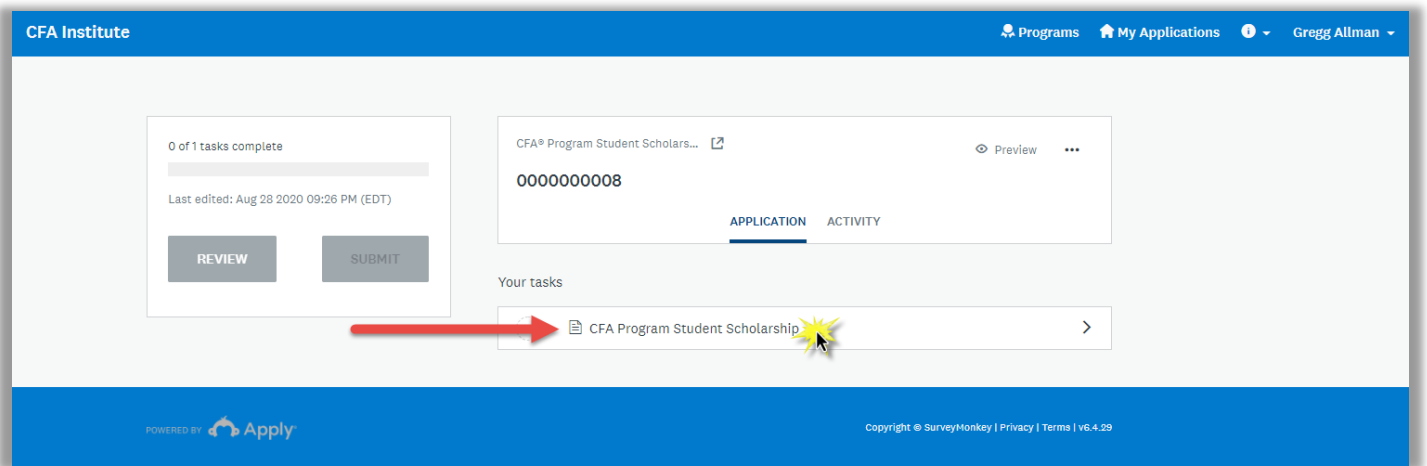 CFA Institute
Programs
My Applications
Gregg Allman
0 of 1 tasks complete
Last edited: Aug 28 2020 09:26 PM (EDT)
REVIEW
SUBMIT
CFA® Program Student Scholars...
Preview
0000000008
APPLICATION
ACTIVITY
Your tasks
CFA Program Student Scholarship
POWERED BY Apply
Copyright © SurveyMonkey | Privacy | Terms | v6.4.29